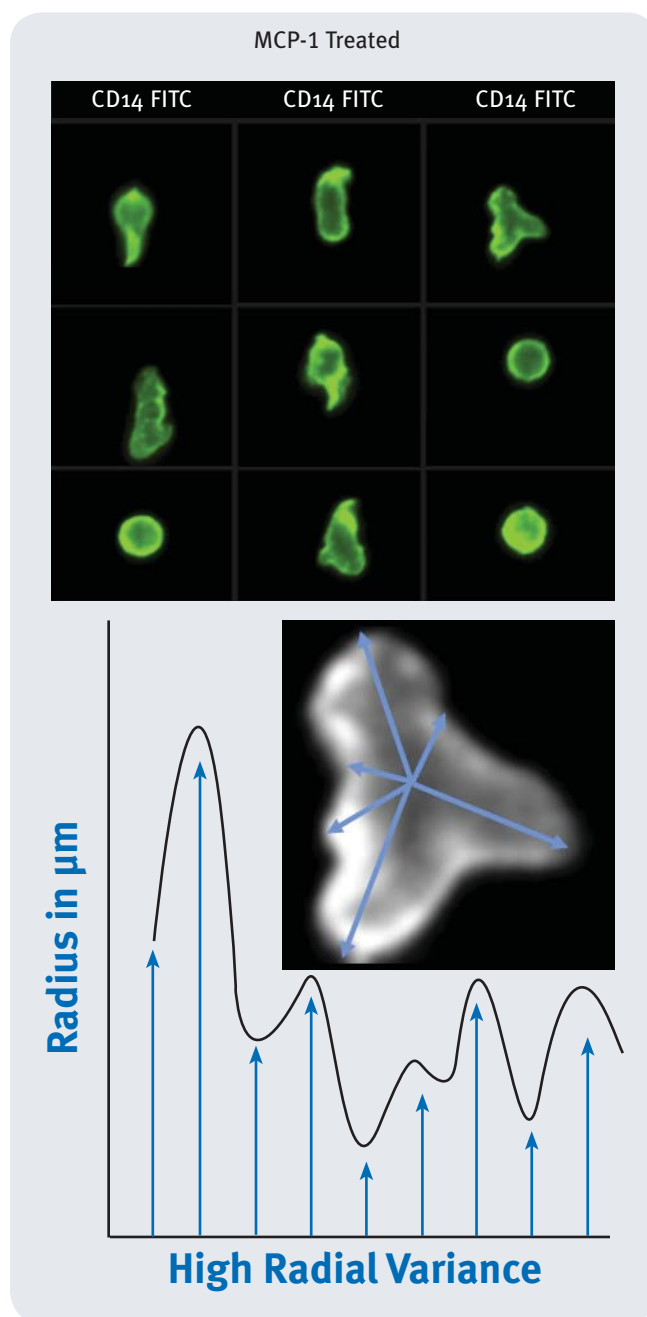 MCP-1 Treated
CD14 FITC CD14 FITC CD14 FITC
Radius in µm
High Radial Variance